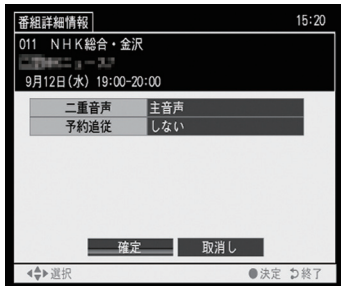 番組詳細情報 15:20
011 NHK総合・金沢
9月12日(水) 19:00-20:00
二重音声 主音声
予約追従 しない
確定 取消し
選択 決定 終了